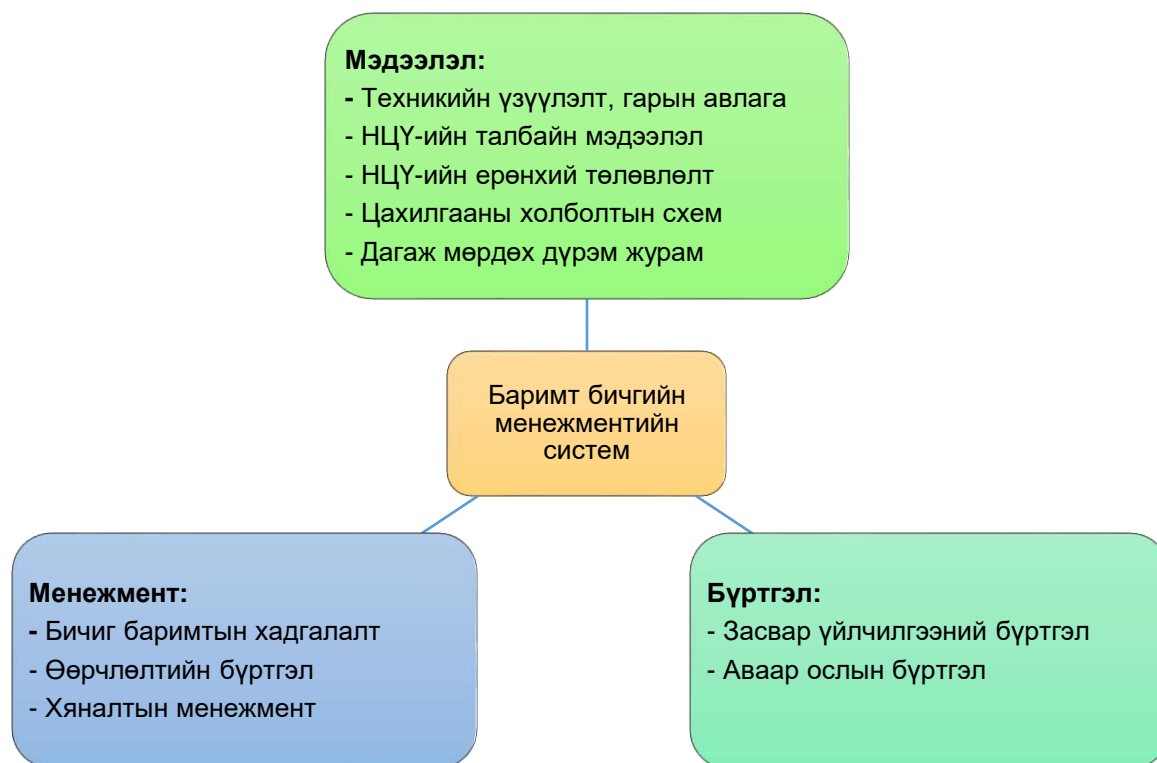 Мэдээлэл:
- Техникийн үзүүлэлт, гарын авлага
- НЦҮ-ийн талбайн мэдээлэл
- НЦҮ-ийн ерөнхий төлөвлөлт
- Цахилгааны холболтын схем
- Дагаж мөрдөх дүрэм журам
Баримт бичгийн
менежментийн
систем
Менежмент:
- Бичиг баримтын хадгалалт
- Өөрчлөлтийн бүртгэл
- Хяналтын менежмент
Бүртгэл:
- Засвар үйлчилгээний бүртгэл
- Аваар ослын бүртгэл